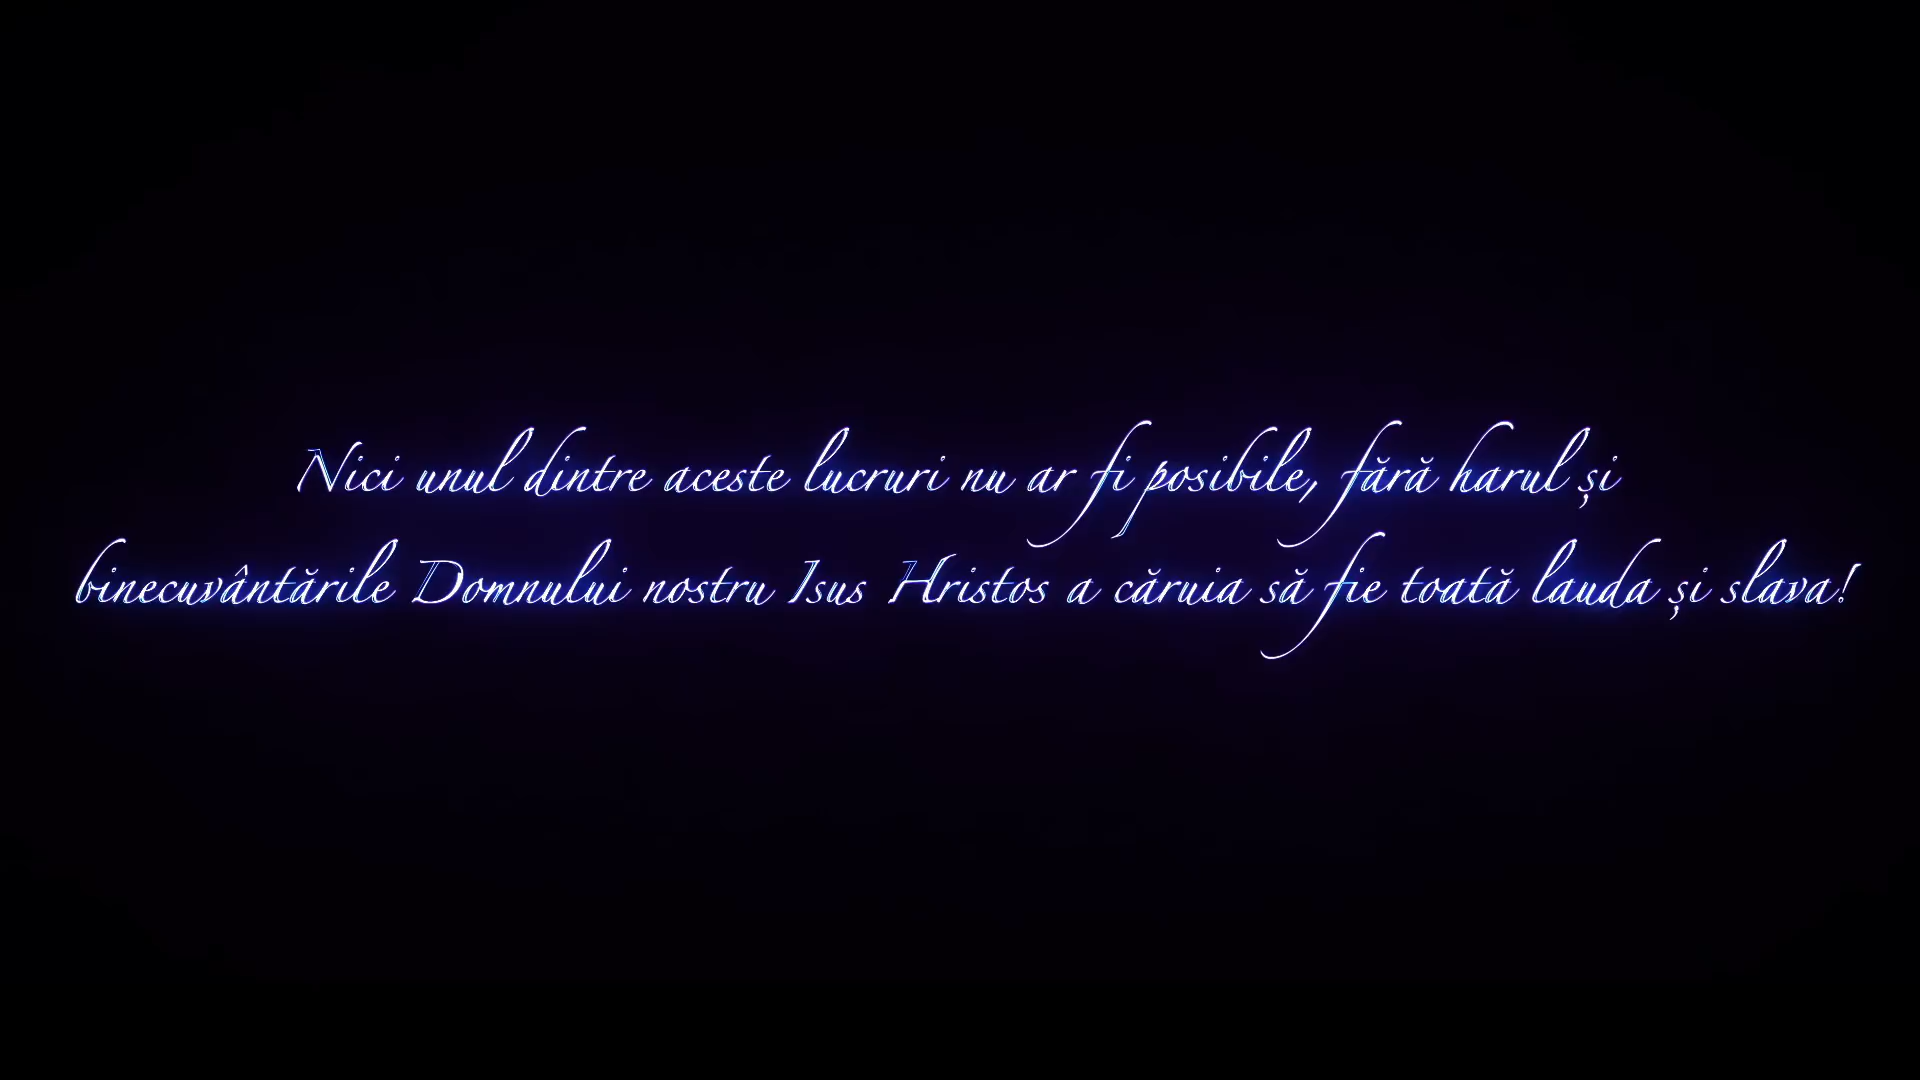 Nici unul dintre aceste lucruri nu ar fi posibile, fără harul și
binecuvântările Domnului nostru Isus Hristos a căruia să fie toată lauda și slava!